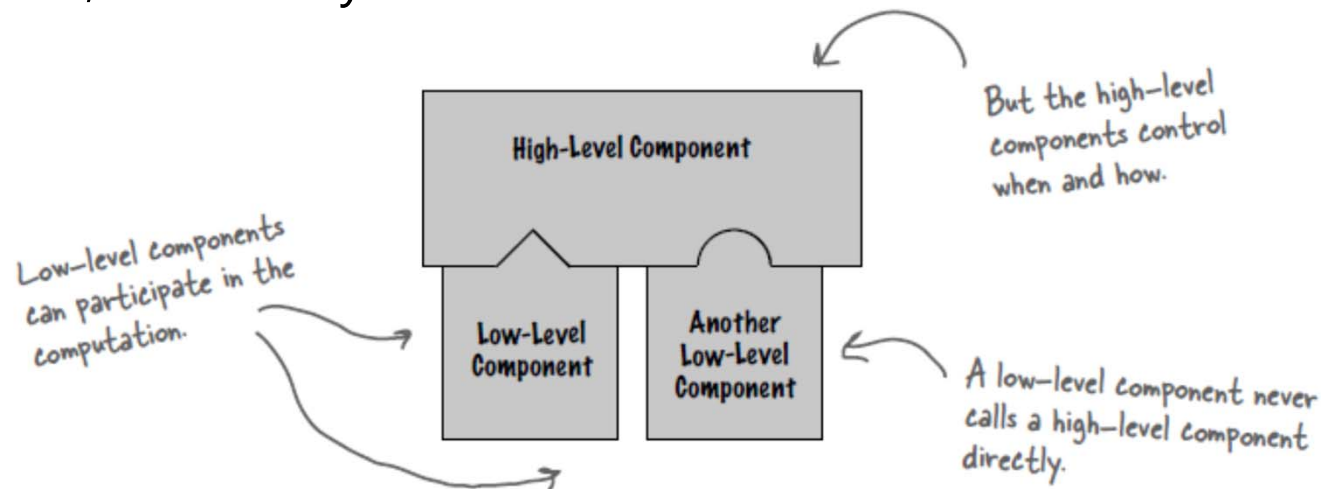 High-Level Component
But the high-level
components control
when and how.
Low-level components
can participate in the
computation.
Low-Level
Component
Another
Low-Level
Component
A low-level component never
calls a high-level component
directly.